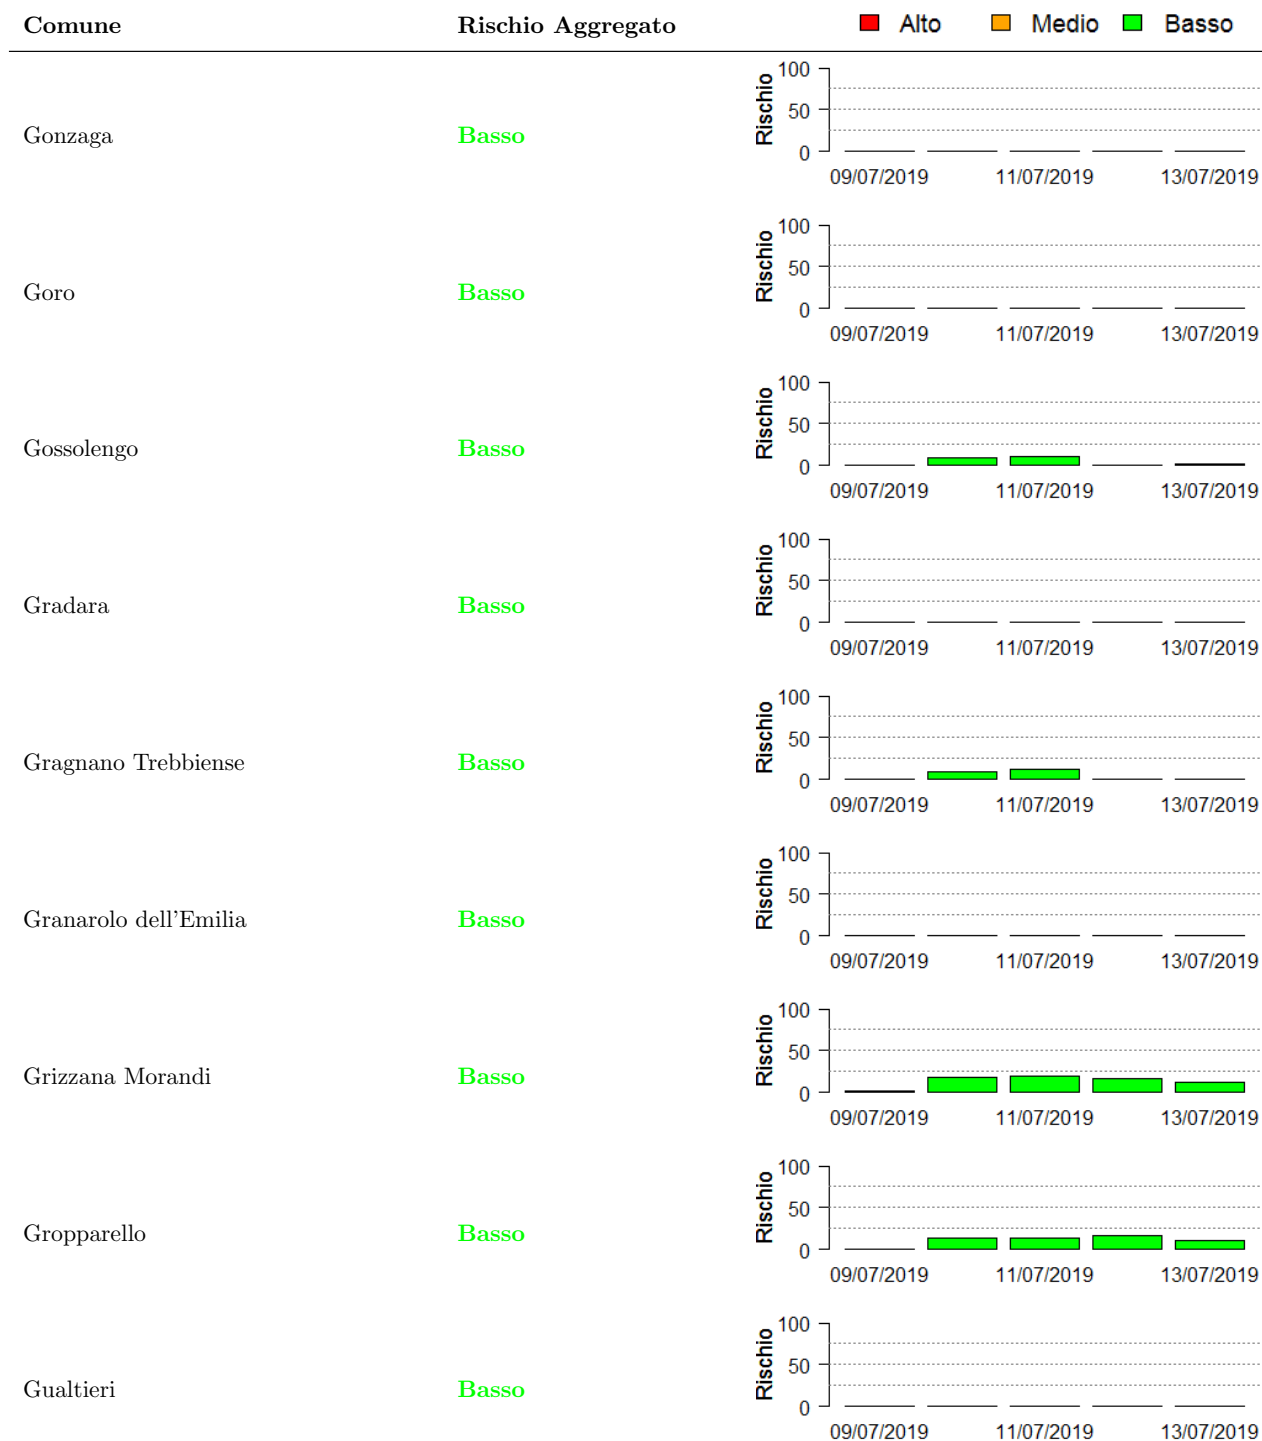 Comune Rischio Aggregato Alto Medio Basso
100
50
0
Rischio
Gonzaga Basso
09/07/2019 11/07/2019 13/07/2019
100
50
0
Rischio
Goro Basso
09/07/2019 11/07/2019 13/07/2019
100
50
0
Rischio
Gossolengo Basso
09/07/2019 11/07/2019 13/07/2019
100
50
0
Rischio
Gradara Basso
09/07/2019 11/07/2019 13/07/2019
100
50
0
Rischio
Gragnano Trebbiense Basso
09/07/2019 11/07/2019 13/07/2019
100
50
0
Rischio
Granarolo dell'Emilia Basso
09/07/2019 11/07/2019 13/07/2019
100
50
0
Rischio
Grizzana Morandi Basso
09/07/2019 11/07/2019 13/07/2019
100
50
0
Rischio
Gropparello Basso
09/07/2019 11/07/2019 13/07/2019
100
50
0
Rischio
Gualtieri Basso
09/07/2019 11/07/2019 13/07/2019